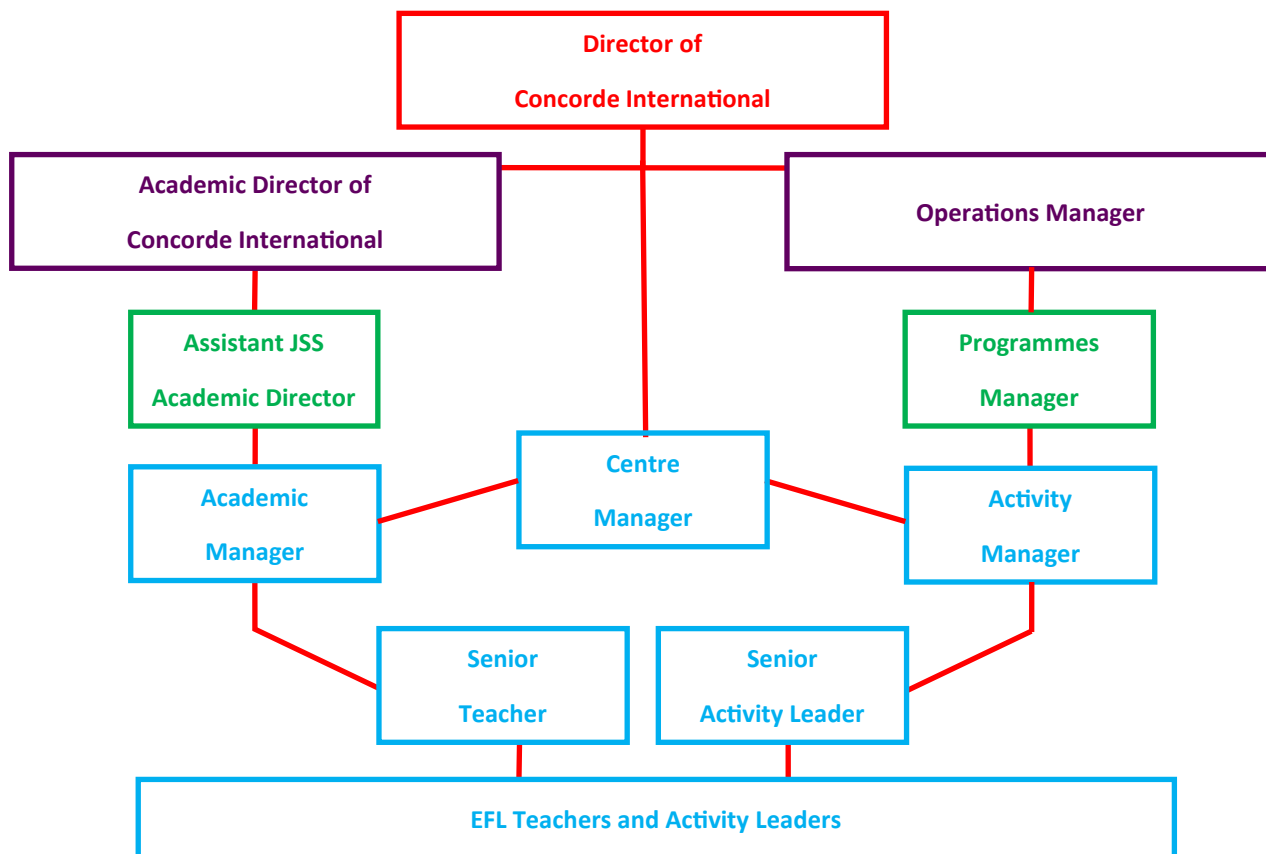 Director of
Concorde International
Academic Director of
Concorde International
Operations Manager
Assistant JSS
Academic Director
Programmes
Manager
Centre
Manager
Academic
Manager
Activity
Manager
Senior
Teacher
Senior
Activity Leader
EFL Teachers and Activity Leaders